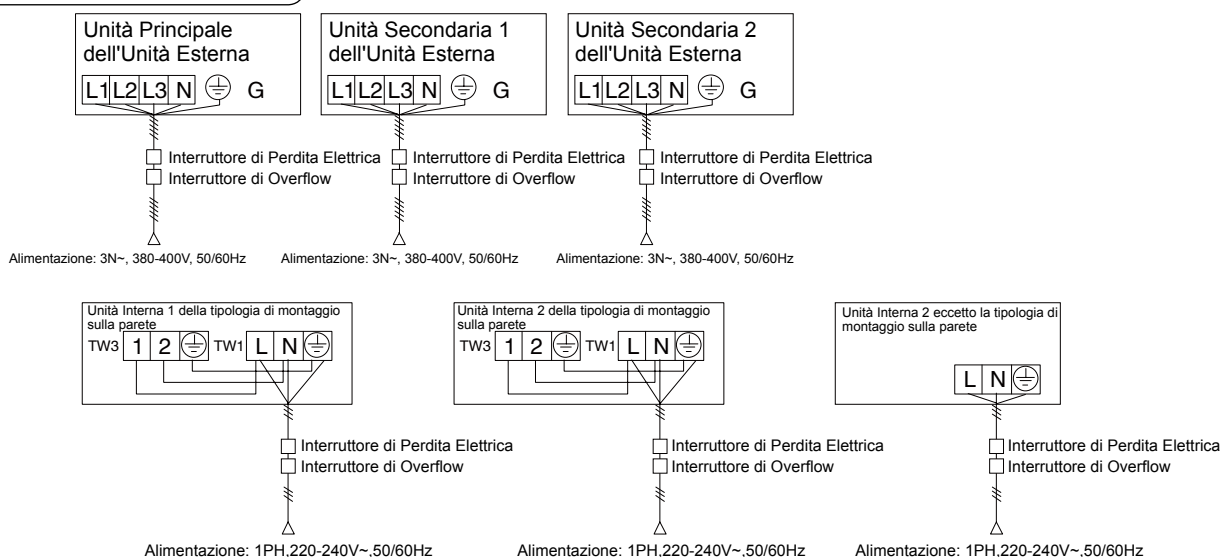 Unità Principale
dell'Unità Esterna
L1 L2 L3 N G
Unità Secondaria 1
dell'Unità Esterna
L1 L2 L3 N G
Unità Secondaria 2
dell'Unità Esterna
L1 L2 L3 N G
Interruttore di Perdita Elettrica
Interruttore di Overflow
Interruttore di Perdita Elettrica
Interruttore di Overflow
Interruttore di Perdita Elettrica
Interruttore di Overflow
Alimentazione: 3N~, 380-400V, 50/60Hz
Alimentazione: 3N~, 380-400V, 50/60Hz
Alimentazione: 3N~, 380-400V, 50/60Hz
Unità Interna 1 della tipologia di montaggio
sulla parete
TW3 1 2 TW1 L N
Unità Interna 2 della tipologia di montaggio
sulla parete
TW3 1 2 TW1 L N
Unità Interna 2 eccetto la tipologia di
montaggio sulla parete
L N
Interruttore di Perdita Elettrica
Interruttore di Overflow
Interruttore di Perdita Elettrica
Interruttore di Overflow
Interruttore di Perdita Elettrica
Interruttore di Overflow
Alimentazione: 1PH,220-240V~,50/60Hz
Alimentazione: 1PH,220-240V~,50/60Hz
Alimentazione: 1PH,220-240V~,50/60Hz